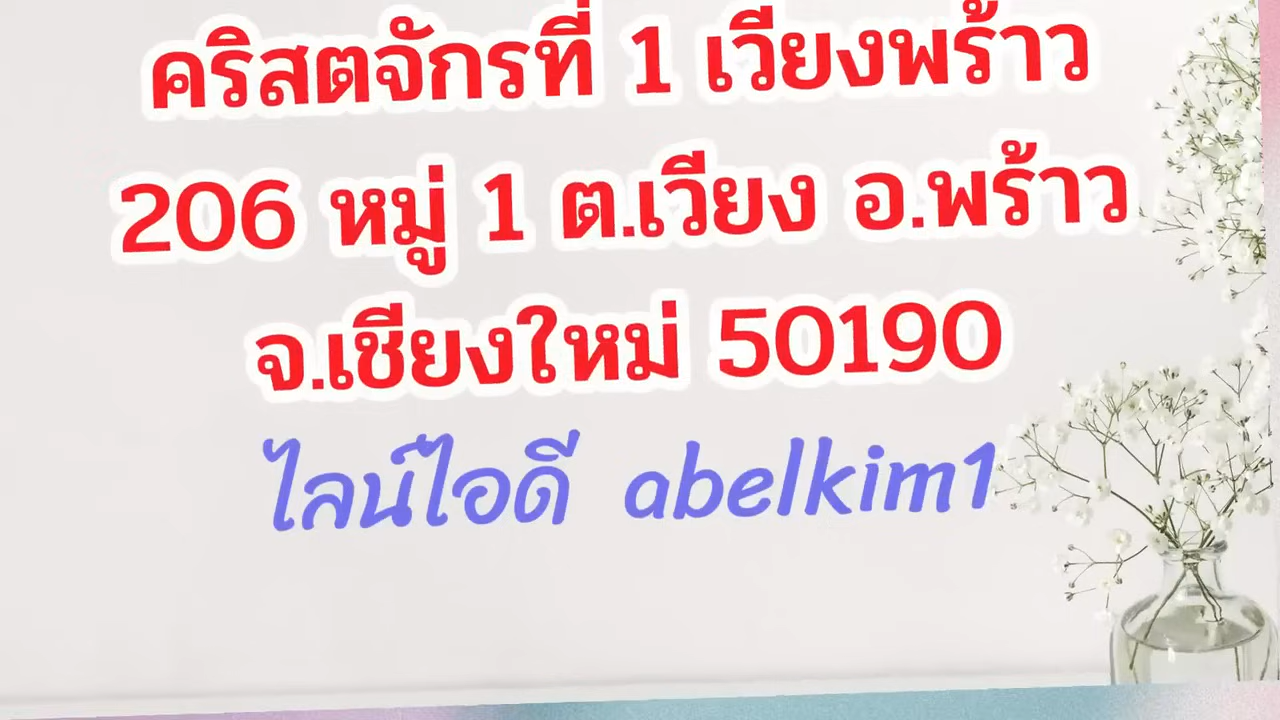 คริสตจักรที่ 1 เวียงพร้าว
206 หมู่ 1 ต.เวียง อ.พร้าว
จ.เชียงใหม่ 50190
ไลน์ไอดี abelkim1